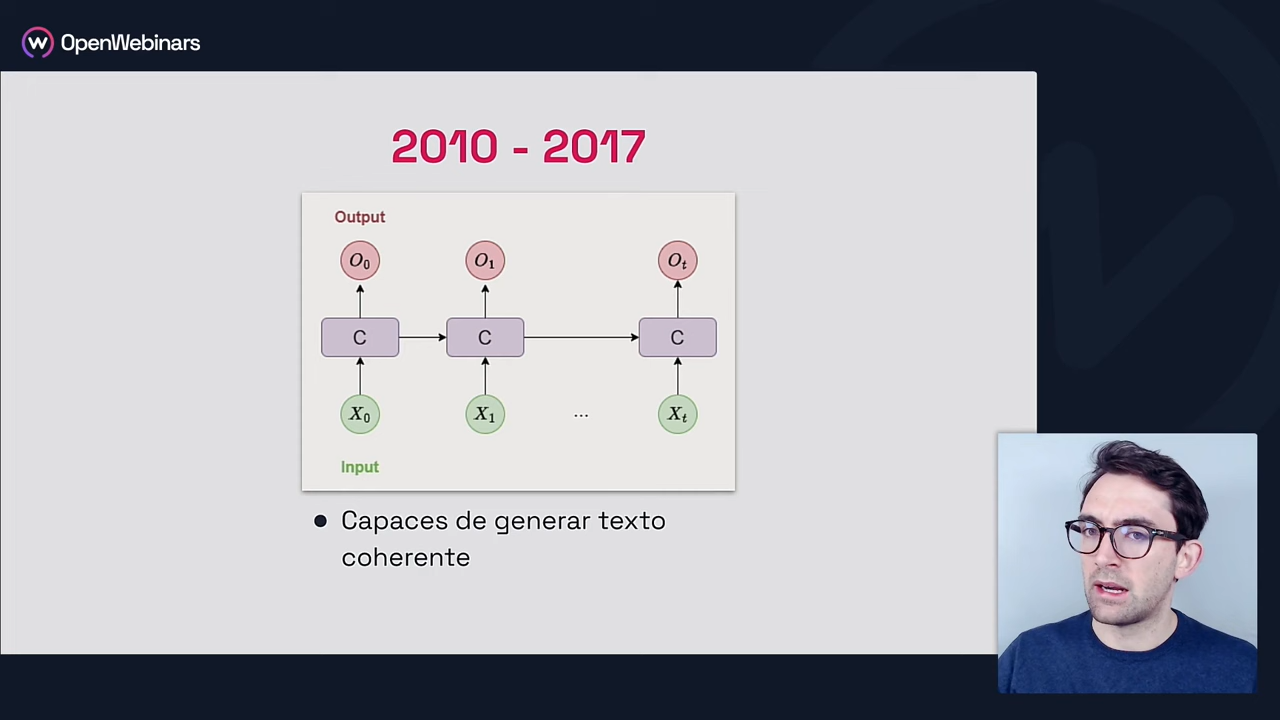 OpenWebinars
2010 - 2017
Output
O₀ O₁ Oₜ
C C C
X₀ X₁ ... Xₜ
Input
● Capaces de generar texto
coherente